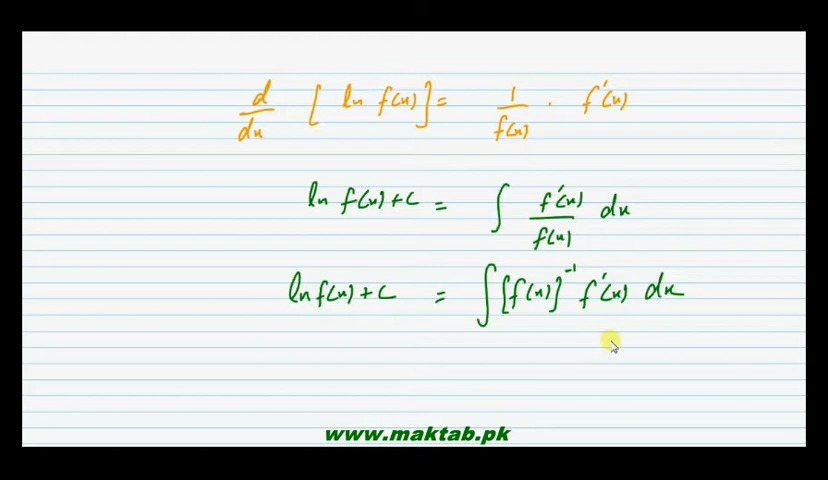 d/dx [ ln f(x) ] = 1/f(x) · f'(x)
ln f(x) + c = ∫ f'(x)/f(x) dx
ln f(x) + c = ∫ [f(x)]⁻¹ f'(x) dx
www.maktab.pk